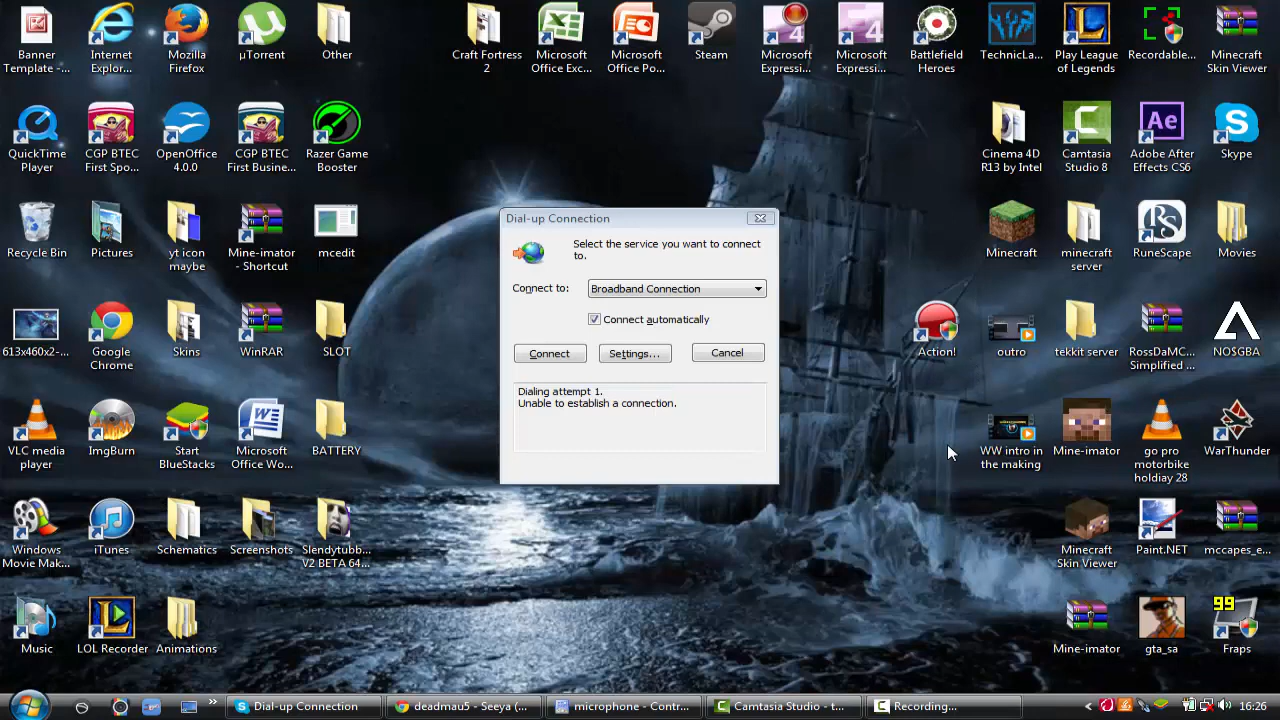 Banner
Template -...
Internet
Explor...
Mozilla
Firefox
µTorrent
Other
Craft Fortress
2
Microsoft
Office Exc...
Microsoft
Office Po...
Steam
Microsoft
Expressi...
Microsoft
Expressi...
Battlefield
Heroes
TechnicLa...
Play League
of Legends
Recordable...
Minecraft
Skin Viewer
QuickTime
Player
CGP BTEC
First Spo...
OpenOffice
4.0.0
CGP BTEC
First Busine...
Razer Game
Booster
Cinema 4D
R13 by Intel
Camtasia
Studio 8
Ae
Adobe After
Effects CS6
Skype
Recycle Bin
Pictures
yt icon
maybe
Mine-imator
- Shortcut
mcedit
Minecraft
minecraft
server
RS
RuneScape
Movies
Dial-up Connection
Select the service you want to connect
to.
Connect to:
Broadband Connection
Connect automatically
Connect
Settings...
Cancel
Dialing attempt 1.
Unable to establish a connection.
613x460x2-...
Google
Chrome
Skins
WinRAR
SLOT
Action!
outro
tekkit server
RossDaMC...
Simplified ...
NOSGBA
VLC media
player
ImgBurn
Start
BlueStacks
Microsoft
Office Wo...
BATTERY
WW intro in
the making
Mine-imator
go pro
motorbike
holdiay 28
WarThunder
Windows
Movie Mak...
iTunes
Schematics
Screenshots
Slendytubb...
V2 BETA 64...
Minecraft
Skin Viewer
Paint.NET
mccapes_e...
Music
LOL Recorder
Animations
Mine-imator
gta_sa
99
Fraps
Dial-up Connection
deadmau5 - Seeya (...
microphone - Contr...
Camtasia Studio - t...
Recording...
16:26